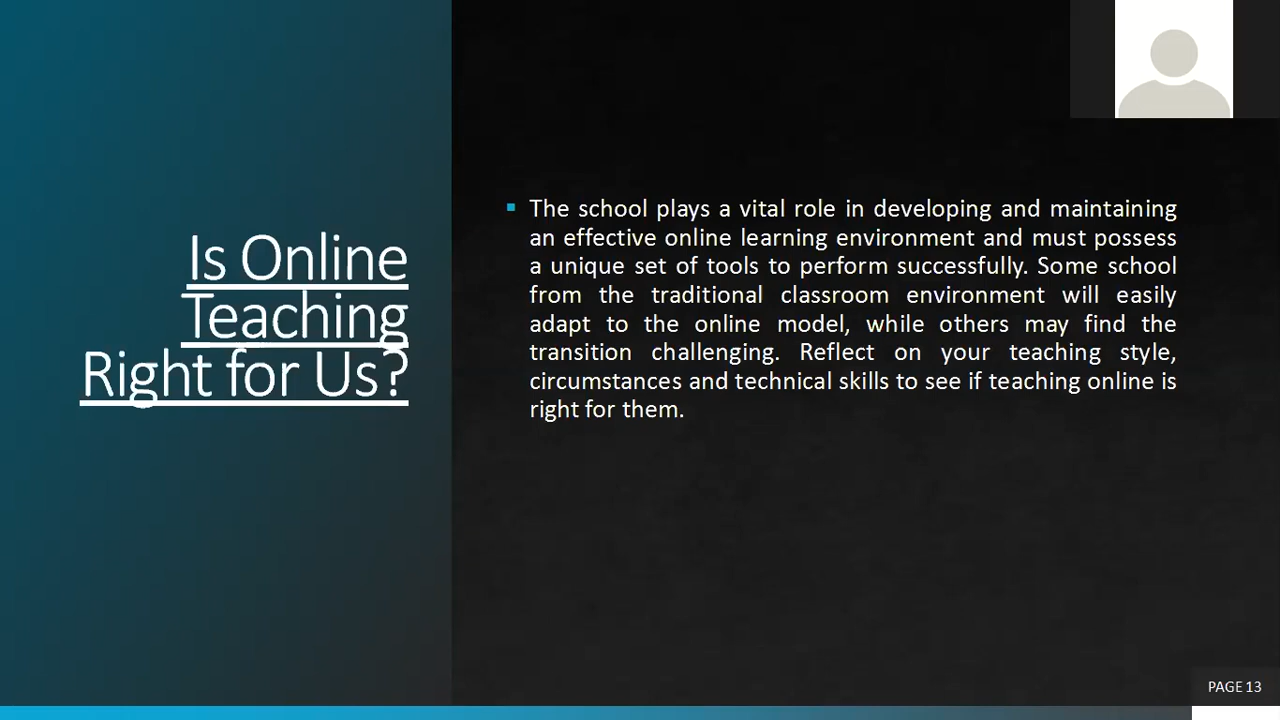 Is Online
Teaching
Right for Us?
The school plays a vital role in developing and maintaining
an effective online learning environment and must possess
a unique set of tools to perform successfully. Some school
from the traditional classroom environment will easily
adapt to the online model, while others may find the
transition challenging. Reflect on your teaching style,
circumstances and technical skills to see if teaching online is
right for them.
PAGE 13